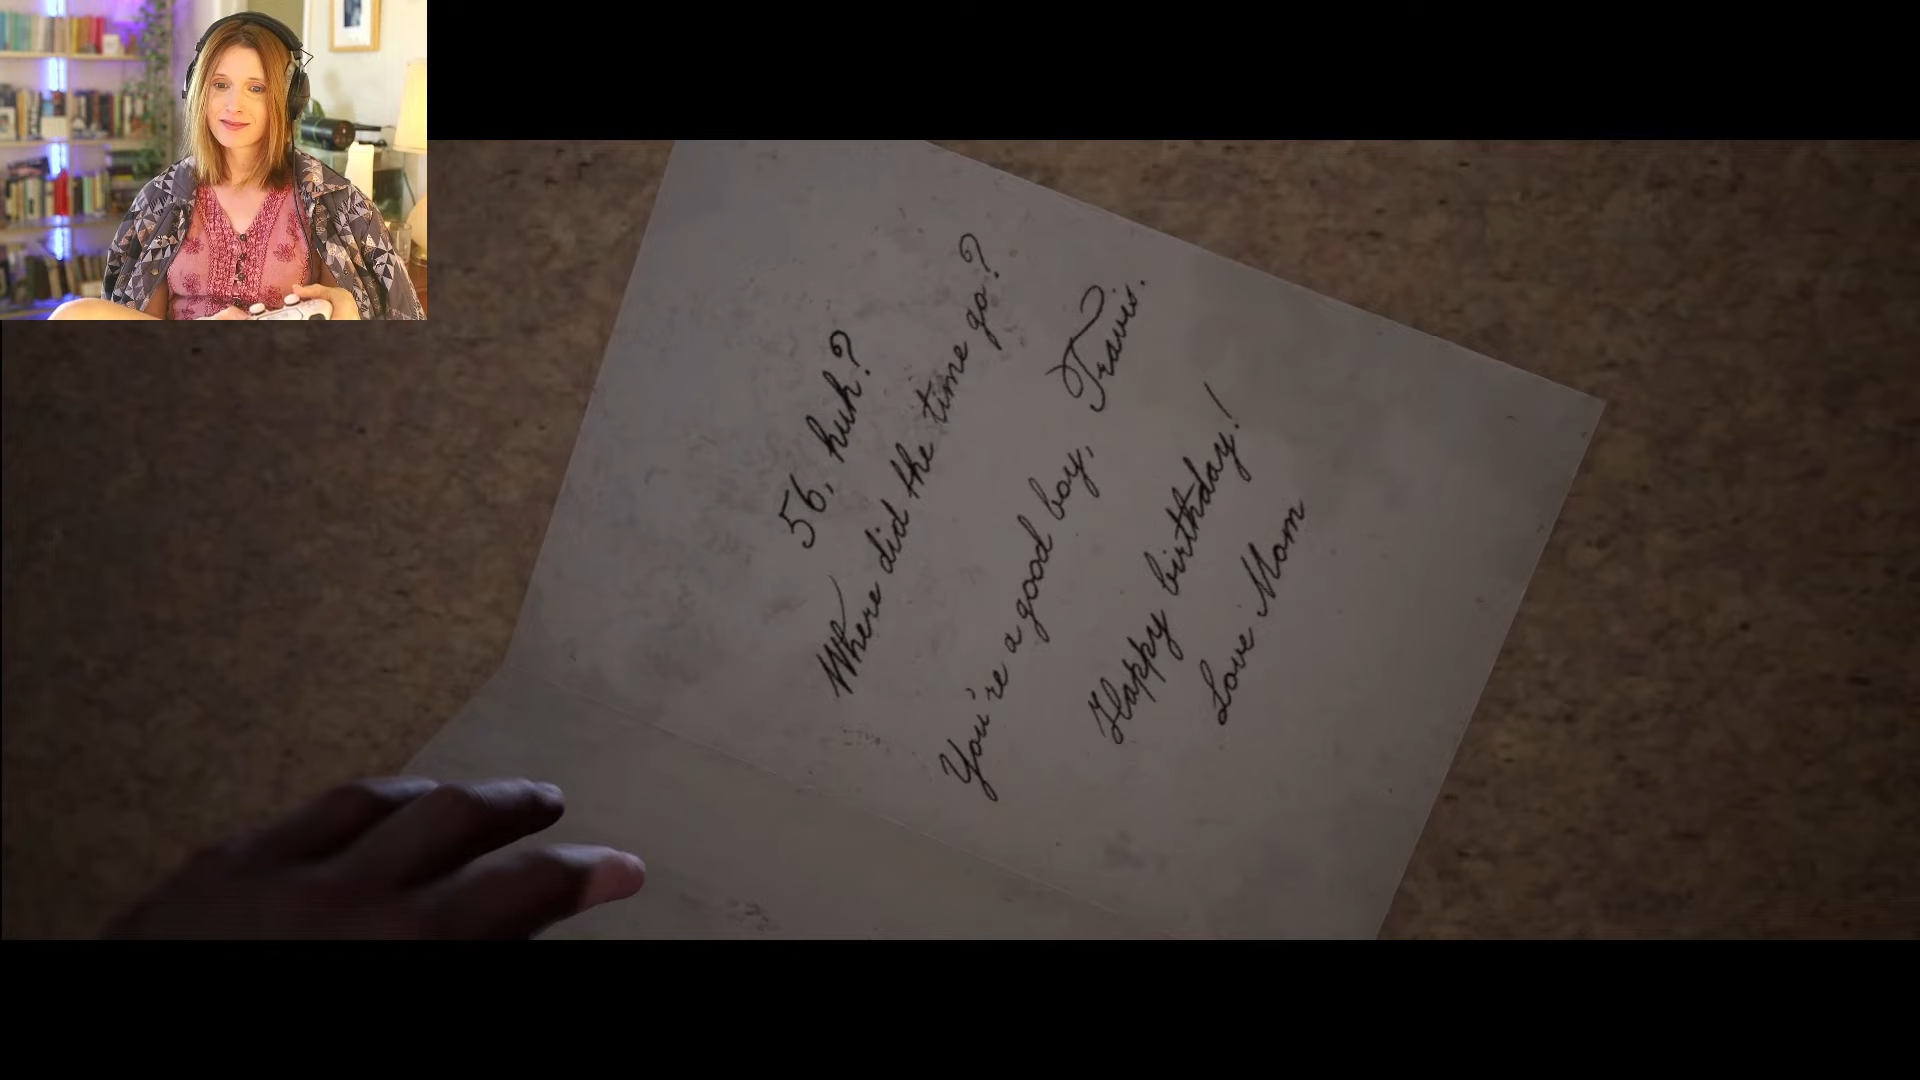 56, huh?
Where did the time go?
You're a good boy, Travis.
Happy birthday!
Love Mom